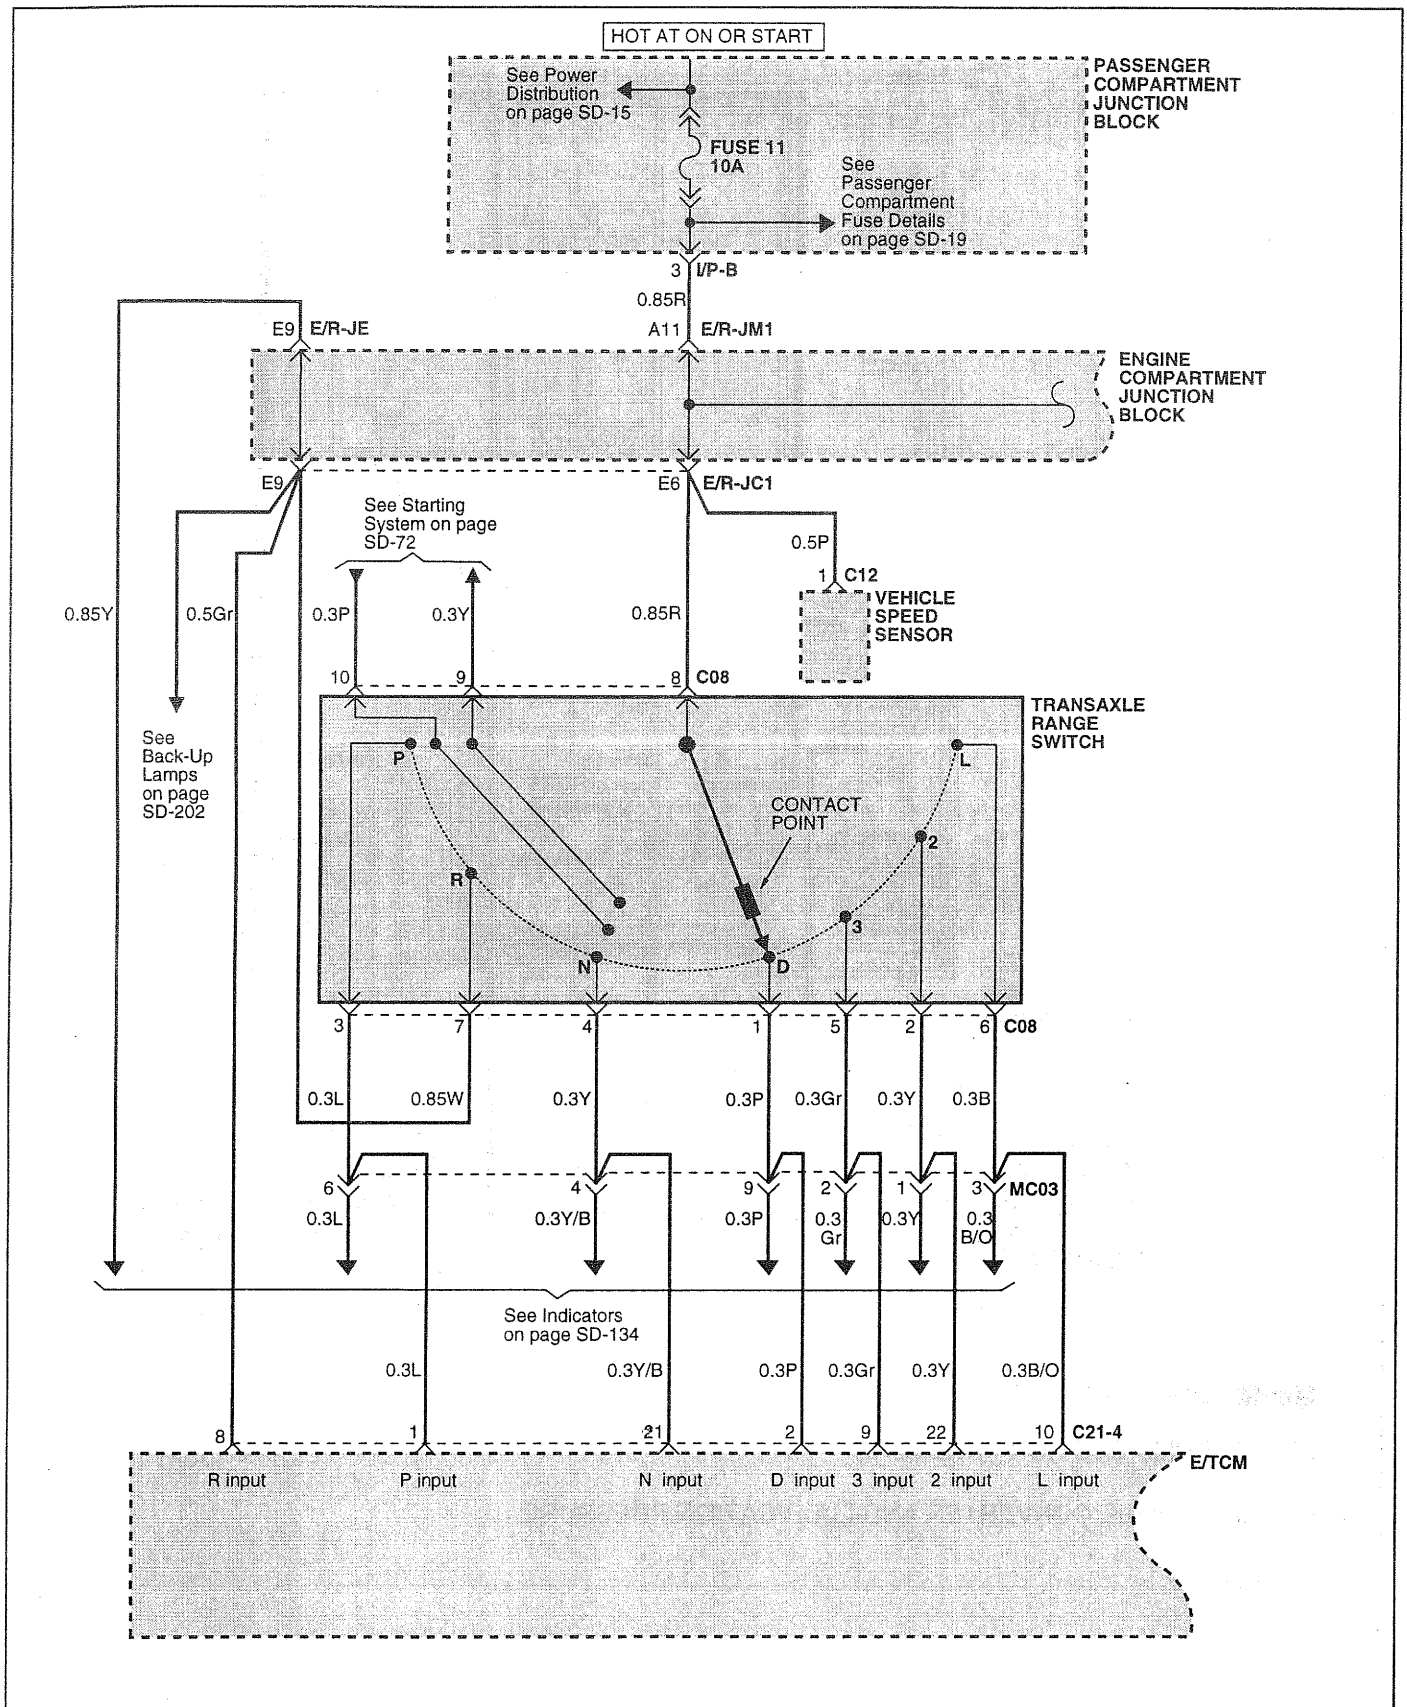 HOT AT ON OR START
See Power
Distribution
on page SD-15
PASSENGER
COMPARTMENT
JUNCTION
BLOCK
FUSE 11
10A
See
Passenger
Compartment
Fuse Details
on page SD-19
3 I/P-B
0.85R
E9 E/R-JE
A11 E/R-JM1
ENGINE
COMPARTMENT
JUNCTION
BLOCK
E9
E6 E/R-JC1
See Starting
System on page
SD-72
0.5P
1 C12
VEHICLE
SPEED
SENSOR
0.85Y
0.5Gr
0.3P
0.3Y
0.85R
10
9
8 C08
TRANSAXLE
RANGE
SWITCH
See
Back-Up
Lamps
on page
SD-202
P
L
CONTACT
POINT
2
R
3
N
D
3
7
4
1
5
2
6 C08
0.3L
0.85W
0.3Y
0.3P
0.3Gr
0.3Y
0.3B
6
4
9
2
1
3 MC03
0.3L
0.3Y/B
0.3P
0.3
Gr
0.3Y
0.3
B/O
See Indicators
on page SD-134
0.3L
0.3Y/B
0.3P
0.3Gr
0.3Y
0.3B/O
8
1
21
2
9
22
10 C21-4
E/TCM
R input
P input
N input
D input
3 input
2 input
L input